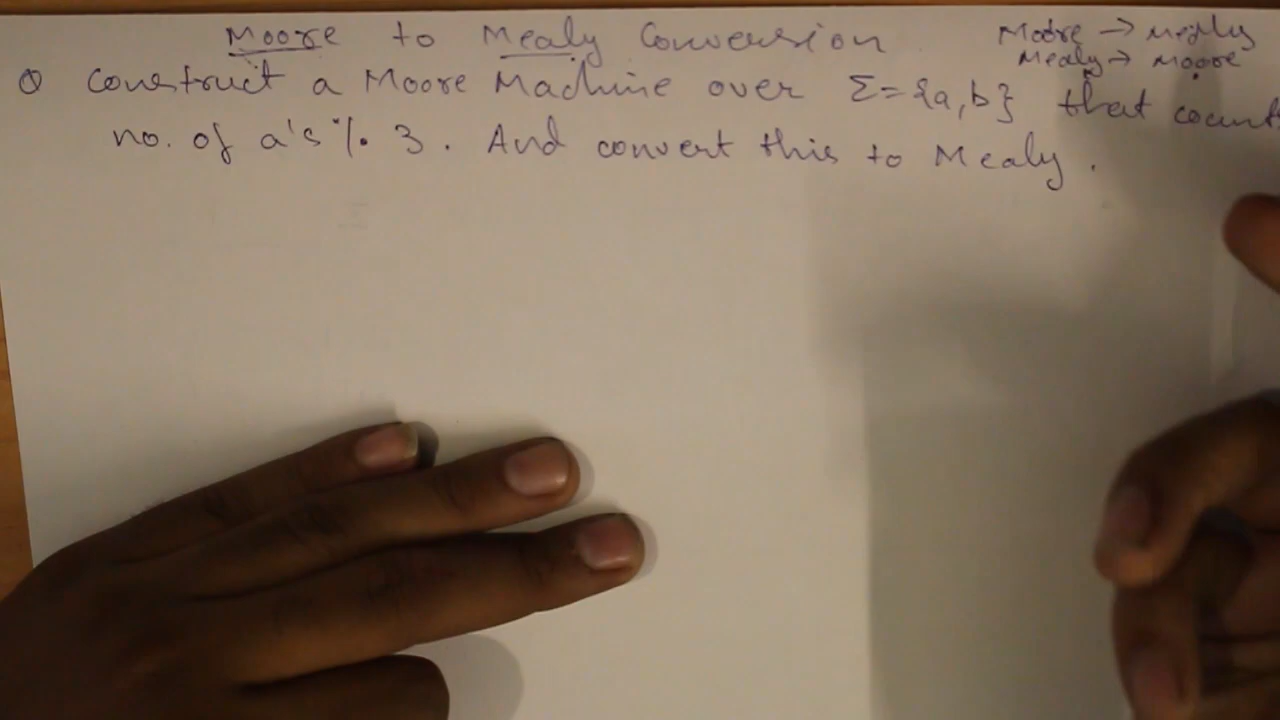 Moore to Mealy Conversion
Moore → Mealy
Mealy → Moore
Q Construct a Moore Machine over Σ={a,b} that counts
no. of a's % 3. And convert this to Mealy.